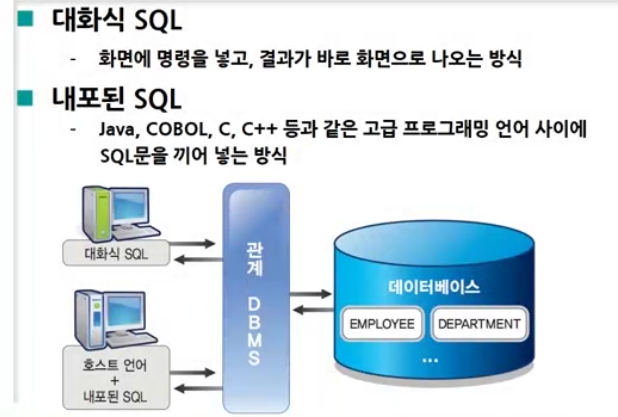 대화식 SQL
- 화면에 명령을 넣고, 결과가 바로 화면으로 나오는 방식
내포된 SQL
- Java, COBOL, C, C++ 등과 같은 고급 프로그래밍 언어 사이에
SQL문을 끼어 넣는 방식
대화식 SQL
호스트 언어
+
내포된 SQL
관계 DBMS
데이터베이스
EMPLOYEE
DEPARTMENT
...